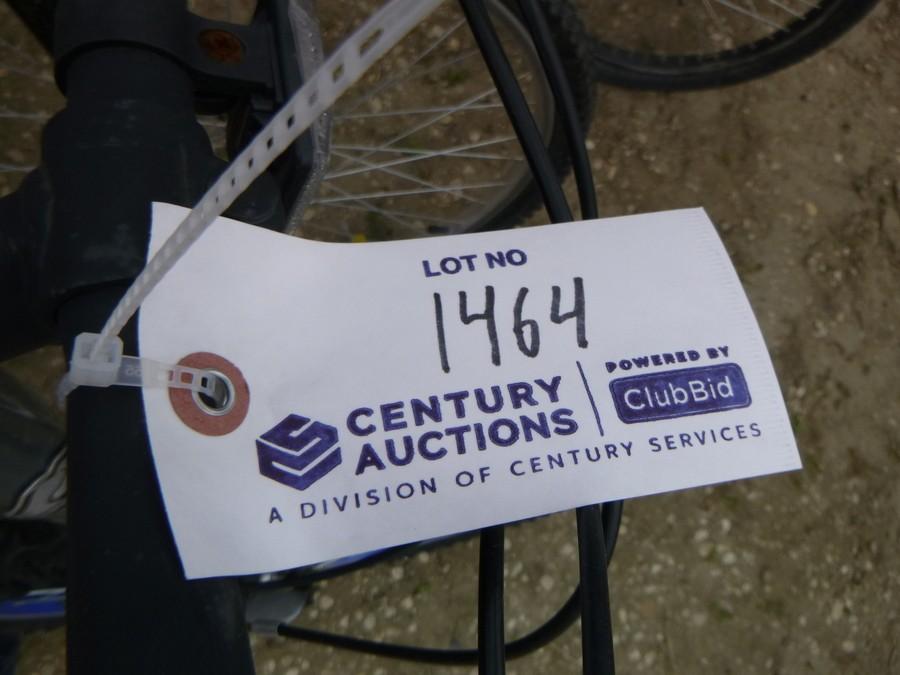 LOT NO
1464
CENTURY
AUCTIONS
POWERED BY
ClubBid
A DIVISION OF CENTURY SERVICES